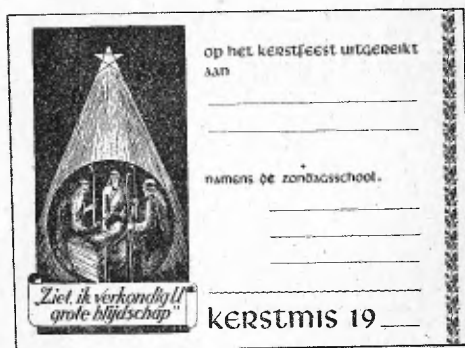 op het kerstfeest uitgereikt
aan
namens de zondagsschool.
"Ziet, ik verkondig U
grote blijdschap"
kerstmis 19